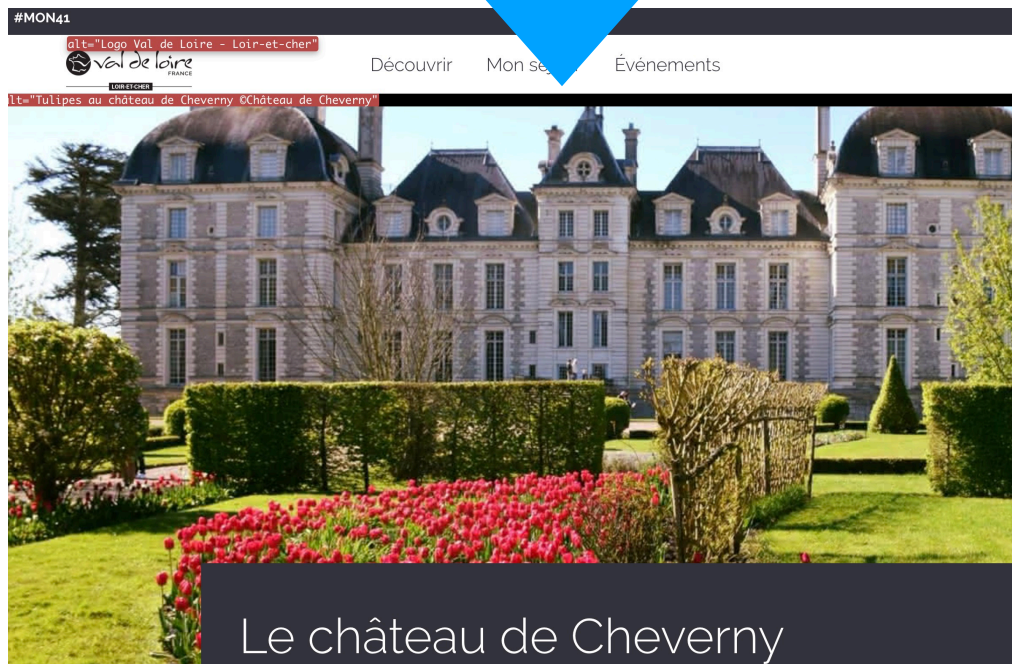 #MON41
alt="Logo Val de Loire - Loir-et-cher"
val de loire
FRANCE
LOIR-ET-CHER
Découvrir Mon Événements
lt="Tulipes au château de Cheverny ©Château de Cheverny"
Le château de Cheverny